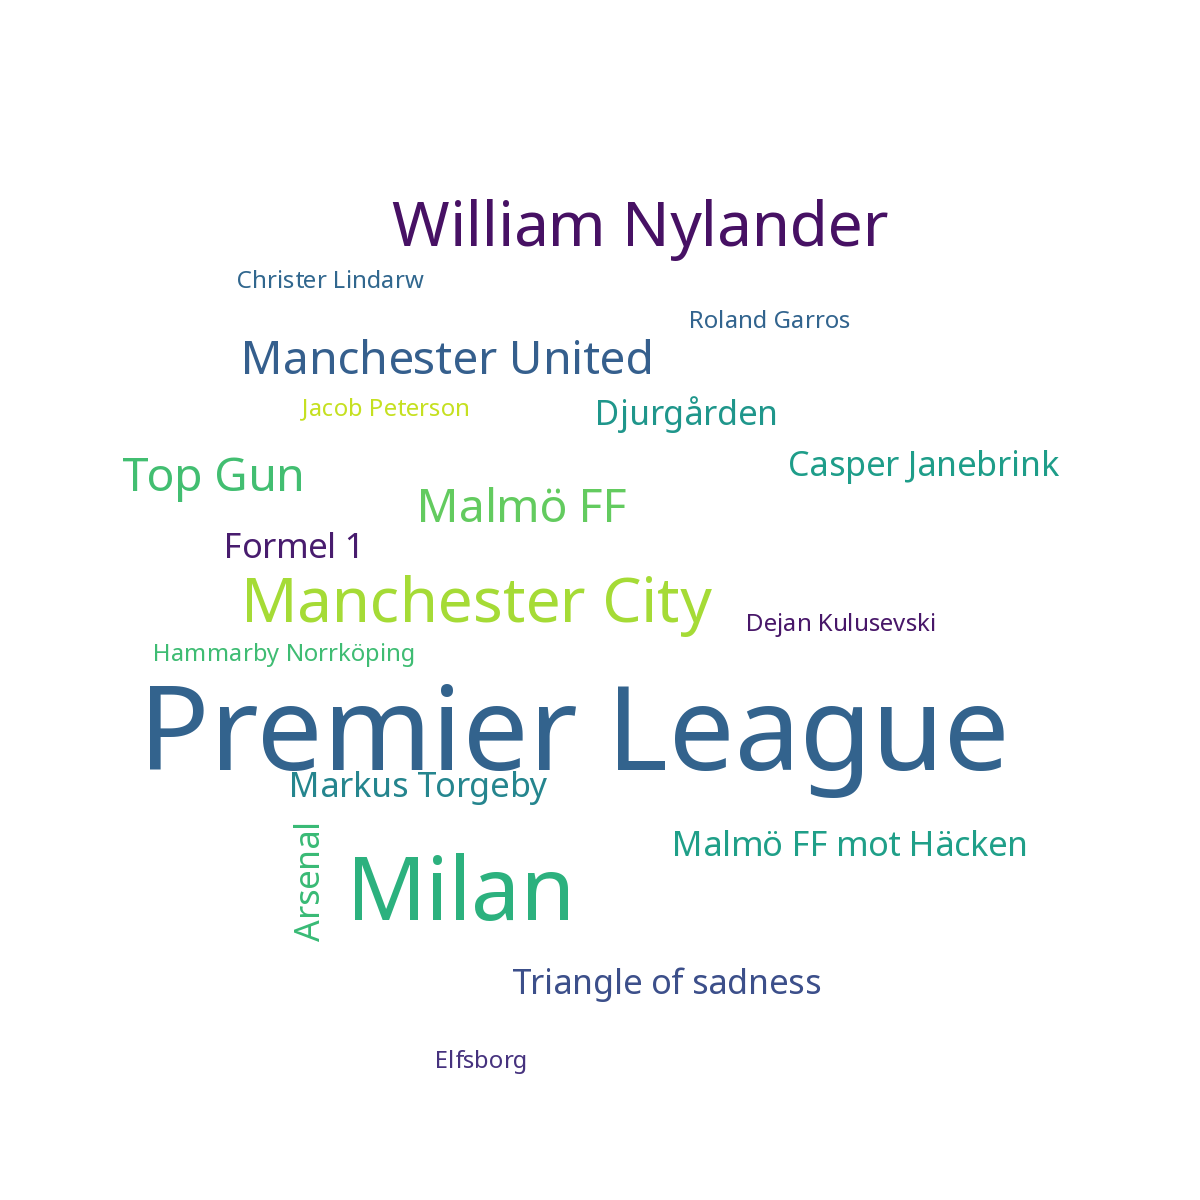 William Nylander
Christer Lindarw
Roland Garros
Manchester United
Jacob Peterson
Djurgården
Casper Janebrink
Top Gun
Malmö FF
Formel 1
Manchester City
Dejan Kulusevski
Hammarby Norrköping
Premier League
Markus Torgeby
Arsenal
Malmö FF mot Häcken
Milan
Triangle of sadness
Elfsborg